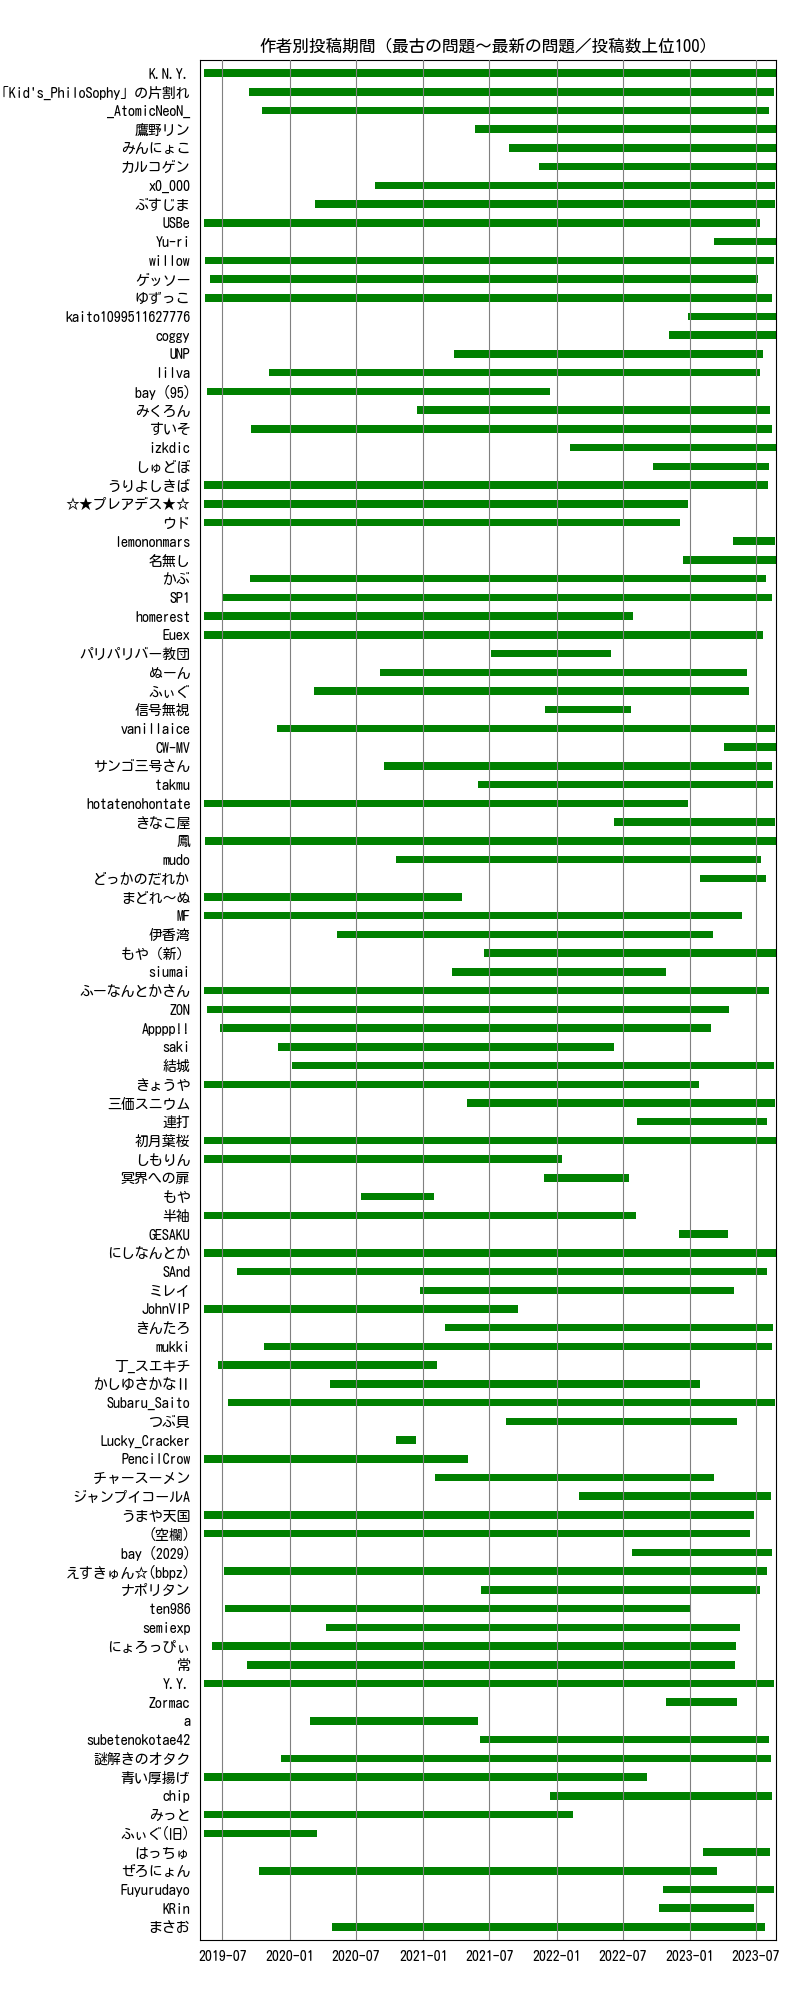 作者別投稿期間（最古の問題～最新の問題／投稿数上位100）
K.N.Y.
「Kid's_PhiloSophy」の片割れ
_AtomicNeoN_
鷹野リン
みんにょこ
カルコゲン
x0_000
ぶすじま
USBe
Yu-ri
willow
ゲッソー
ゆずっこ
kaito1099511627776
coggy
UNP
lilva
bay (95)
みくろん
すいそ
izkdic
しゅどぼ
うりよしきば
☆★プレアデス★☆
ウド
lemononmars
名無し
かぶ
SP1
homerest
Euex
パリパリバー教団
ぬーん
ふぃぐ
信号無視
vanillaice
CW-MV
サンゴ三号さん
takmu
hotatenohontate
きなこ屋
鳳
mudo
どっかのだれか
まどれ～ぬ
MF
伊香湾
もや（新）
siumai
ふーなんとかさん
ZON
Appppll
saki
結城
きょうや
三価スニウム
連打
初月葉桜
しもりん
冥界への扉
もや
半袖
GESAKU
にしなんとか
SAnd
ミレイ
JohnVIP
きんたろ
mukki
丁_スエキチ
かしゆさかなII
Subaru_Saito
つぶ貝
Lucky_Cracker
PencilCrow
チャースーメン
ジャンプイコールA
うまや天国
(空欄)
bay (2029)
えすきゅん☆(bbpz)
ナポリタン
ten986
semiexp
にょろっぴぃ
常
Y.Y.
Zormac
a
subetenokotae42
謎解きのオタク
青い厚揚げ
chip
みっと
ふぃぐ(旧)
はっちゅ
ぜろにょん
Fuyurudayo
KRin
まさお
2019-07 2020-01 2020-07 2021-01 2021-07 2022-01 2022-07 2023-01 2023-07